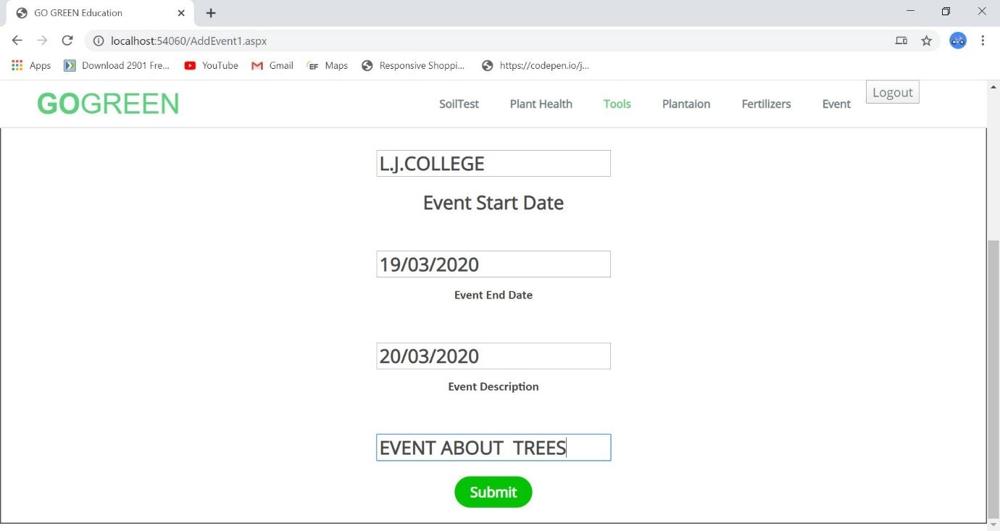 GO GREEN Education
localhost:54060/AddEvent1.aspx
Apps Download 2901 Fre... YouTube Gmail EF Maps Responsive Shoppi... https://codepen.io/j...
GOGREEN SoilTest Plant Health Tools Plantaion Fertilizers Event Logout
L.J.COLLEGE
Event Start Date
19/03/2020
Event End Date
20/03/2020
Event Description
EVENT ABOUT  TREES
Submit